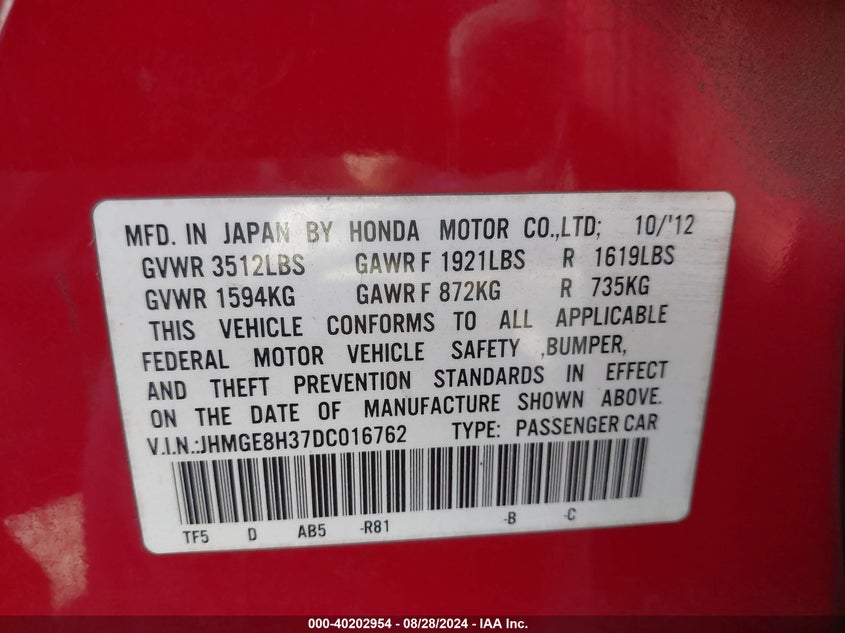 MFD. IN JAPAN BY HONDA MOTOR CO.,LTD; 10/'12
GVWR 3512LBS GAWR F 1921LBS R 1619LBS
GVWR 1594KG GAWR F 872KG R 735KG
THIS VEHICLE CONFORMS TO ALL APPLICABLE
FEDERAL MOTOR VEHICLE SAFETY ,BUMPER,
AND THEFT PREVENTION STANDARDS IN EFFECT
ON THE DATE OF MANUFACTURE SHOWN ABOVE.
V.I.N.:JHMGE8H37DC016762 TYPE: PASSENGER CAR
TF5 D AB5 -R81 -B -C
000-40202954 - 08/28/2024 - IAA Inc.